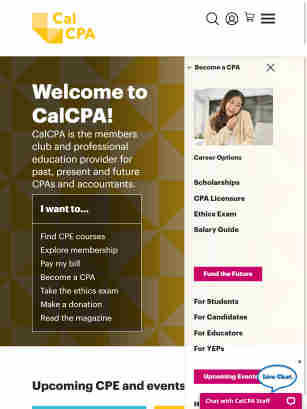 Cal
CPA
Welcome to
CalCPA!
CalCPA is the members
club and professional
education provider for
past, present and future
CPAs and accountants.
I want to...
Find CPE courses
Explore membership
Pay my bill
Become a CPA
Take the ethics exam
Make a donation
Read the magazine
Upcoming CPE and events
← Become a CPA
Career Options
Scholarships
CPA Licensure
Ethics Exam
Salary Guide
Fund the Future
For Students
For Candidates
For Educators
For YEPs
Upcoming Events
Live Chat
Chat with CalCPA Staff